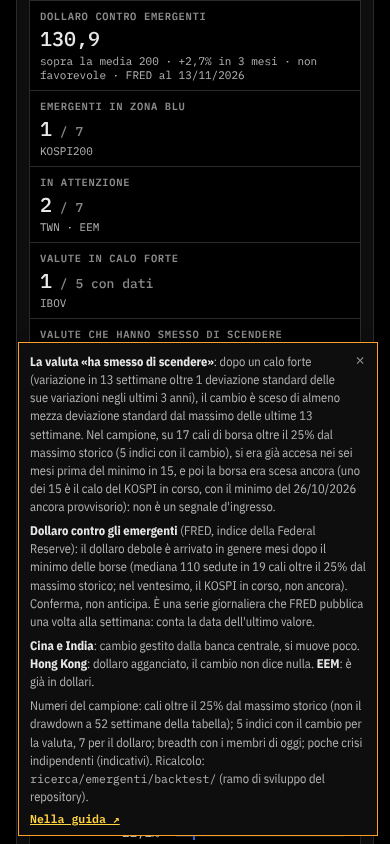 DOLLARO CONTRO EMERGENTI
130,9
sopra la media 200 · +2,7% in 3 mesi · non
favorevole · FRED al 13/11/2026
EMERGENTI IN ZONA BLU
1 / 7
KOSPI200
IN ATTENZIONE
2 / 7
TWN · EEM
VALUTE IN CALO FORTE
1 / 5 con dati
IBOV
VALUTE CHE HANNO SMESSO DI SCENDERE
La valuta «ha smesso di scendere»: dopo un calo forte ×
(variazione in 13 settimane oltre 1 deviazione standard delle
sue variazioni negli ultimi 3 anni), il cambio è sceso di almeno
mezza deviazione standard dal massimo delle ultime 13
settimane. Nel campione, su 17 cali di borsa oltre il 25% dal
massimo storico (5 indici con il cambio), si era già accesa nei sei
mesi prima del minimo in 15, e poi la borsa era scesa ancora (uno
dei 15 è il calo del KOSPI in corso, con il minimo del 26/10/2026
ancora provvisorio): non è un segnale d'ingresso.
Dollaro contro gli emergenti (FRED, indice della Federal
Reserve): il dollaro debole è arrivato in genere mesi dopo il
minimo delle borse (mediana 110 sedute in 19 cali oltre il 25% dal
massimo storico; nel ventesimo, il KOSPI in corso, non ancora).
Conferma, non anticipa. È una serie giornaliera che FRED pubblica
una volta alla settimana: conta la data dell'ultimo valore.
Cina e India: cambio gestito dalla banca centrale, si muove poco.
Hong Kong: dollaro agganciato, il cambio non dice nulla. EEM: è
già in dollari.
Numeri del campione: cali oltre il 25% dal massimo storico (non il
drawdown a 52 settimane della tabella); 5 indici con il cambio per
la valuta, 7 per il dollaro; breadth con i membri di oggi; poche crisi
indipendenti (indicativi). Ricalcolo:
ricerca/emergenti/backtest/ (ramo di sviluppo del
repository).
Nella guida ↗